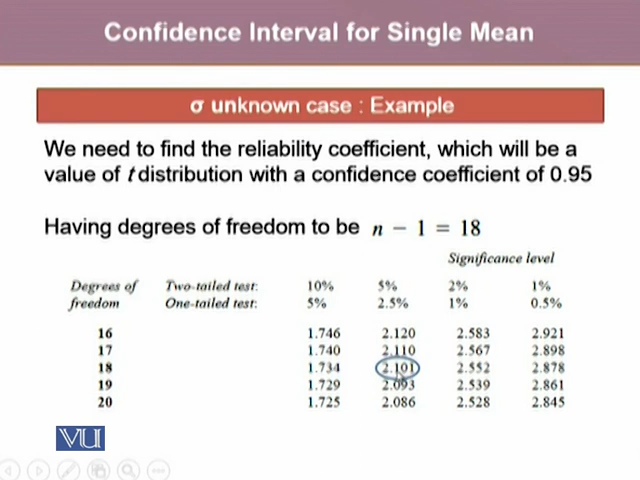 Confidence Interval for Single Mean
σ unknown case : Example
We need to find the reliability coefficient, which will be a
value of t distribution with a confidence coefficient of 0.95
Having degrees of freedom to be n − 1 = 18
Significance level
Degrees of Two-tailed test: 10% 5% 2% 1%
freedom One-tailed test: 5% 2.5% 1% 0.5%
16 1.746 2.120 2.583 2.921
17 1.740 2.110 2.567 2.898
18 1.734 2.101 2.552 2.878
19 1.729 2.093 2.539 2.861
20 1.725 2.086 2.528 2.845
VU